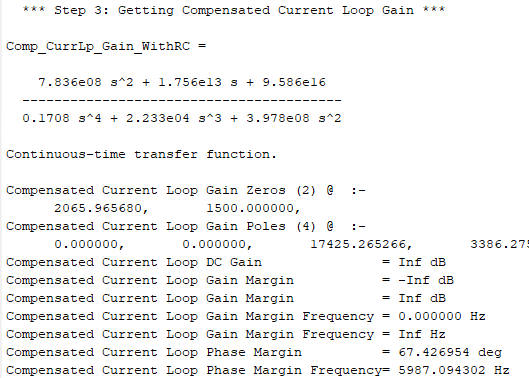 *** Step 3: Getting Compensated Current Loop Gain ***
Comp_CurrLp_Gain_WithRC =
7.836e08 s^2 + 1.756e13 s + 9.586e16
-----------------------------------------
0.1708 s^4 + 2.233e04 s^3 + 3.978e08 s^2
Continuous-time transfer function.
Compensated Current Loop Gain Zeros (2) @ :-
2065.965680, 1500.000000,
Compensated Current Loop Gain Poles (4) @ :-
0.000000, 0.000000, 17425.265266, 3386.275
Compensated Current Loop DC Gain = Inf dB
Compensated Current Loop Gain Margin = -Inf dB
Compensated Current Loop Gain Margin = Inf dB
Compensated Current Loop Gain Margin Frequency = 0.000000 Hz
Compensated Current Loop Gain Margin Frequency = Inf Hz
Compensated Current Loop Phase Margin = 67.426954 deg
Compensated Current Loop Phase Margin Frequency= 5987.094302 Hz